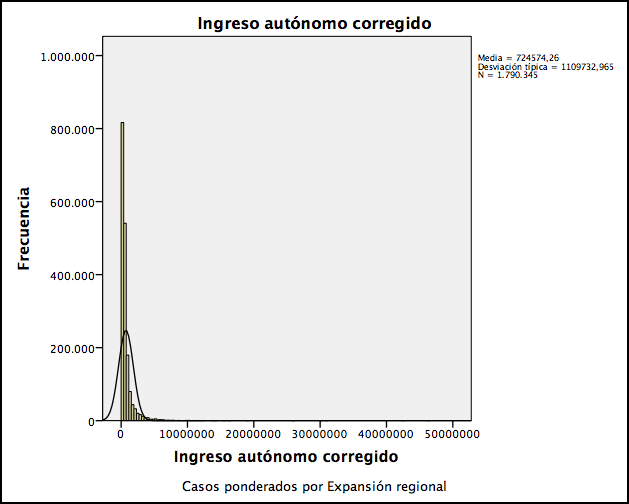 Ingreso autónomo corregido
1.000.000
800.000
600.000
400.000
200.000
0
Frecuencia
0 10000000 20000000 30000000 40000000 50000000
Ingreso autónomo corregido
Casos ponderados por Expansión regional
Media = 724574,26
Desviación típica = 1109732,965
N = 1.790.345